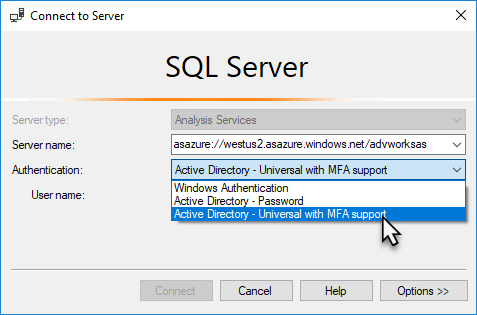 Connect to Server
SQL Server
Server type: Analysis Services
Server name: asazure://westus2.asazure.windows.net/advworksas
Authentication: Active Directory - Universal with MFA support
Windows Authentication
User name: Active Directory - Password
Active Directory - Universal with MFA support
Connect Cancel Help Options >>